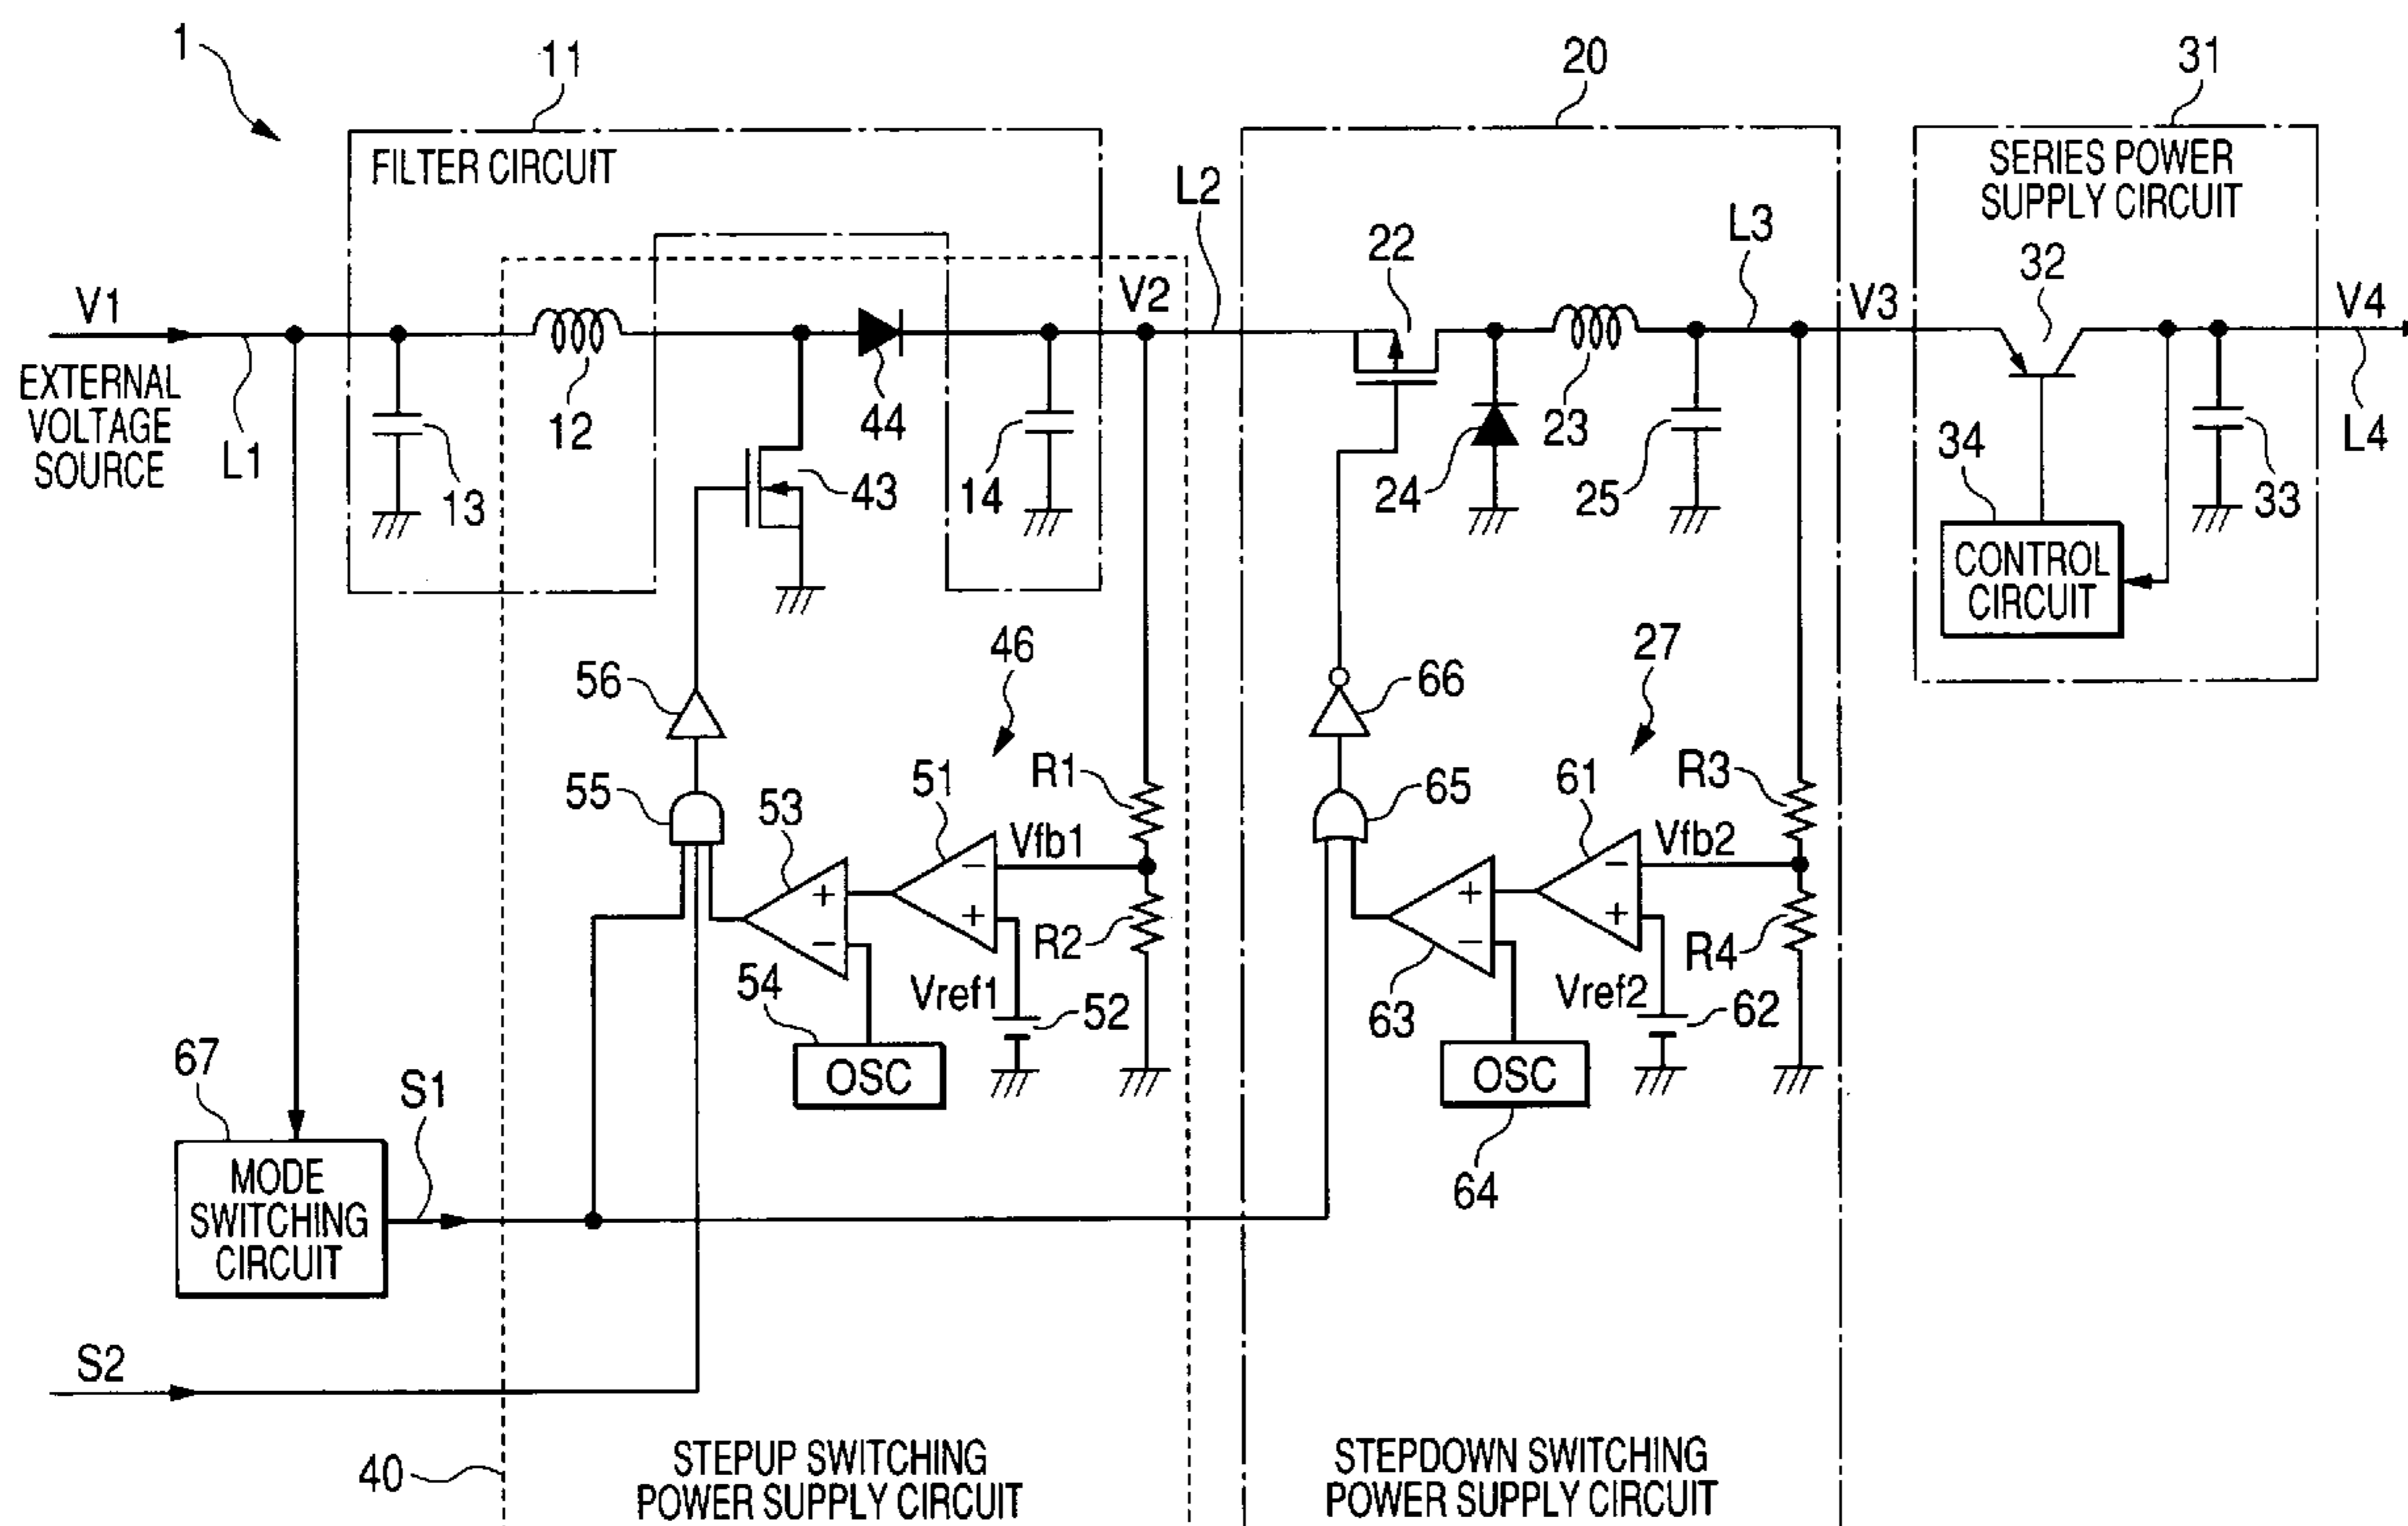 1
11
20
31
FILTER CIRCUIT
SERIES POWER
SUPPLY CIRCUIT
L2
22
L3
32
V1
V2
V3
V4
EXTERNAL
VOLTAGE
SOURCE
L1
13
12
44
43
14
24
23
25
34
33
L4
CONTROL
CIRCUIT
56
46
66
27
55
53
51
R1
Vfb1
65
61
R3
Vfb2
+
−
−
+
R2
+
−
−
+
R4
54
Vref1
52
63
Vref2
62
OSC
OSC
64
67
S1
MODE
SWITCHING
CIRCUIT
S2
40
STEPUP SWITCHING
POWER SUPPLY CIRCUIT
STEPDOWN SWITCHING
POWER SUPPLY CIRCUIT